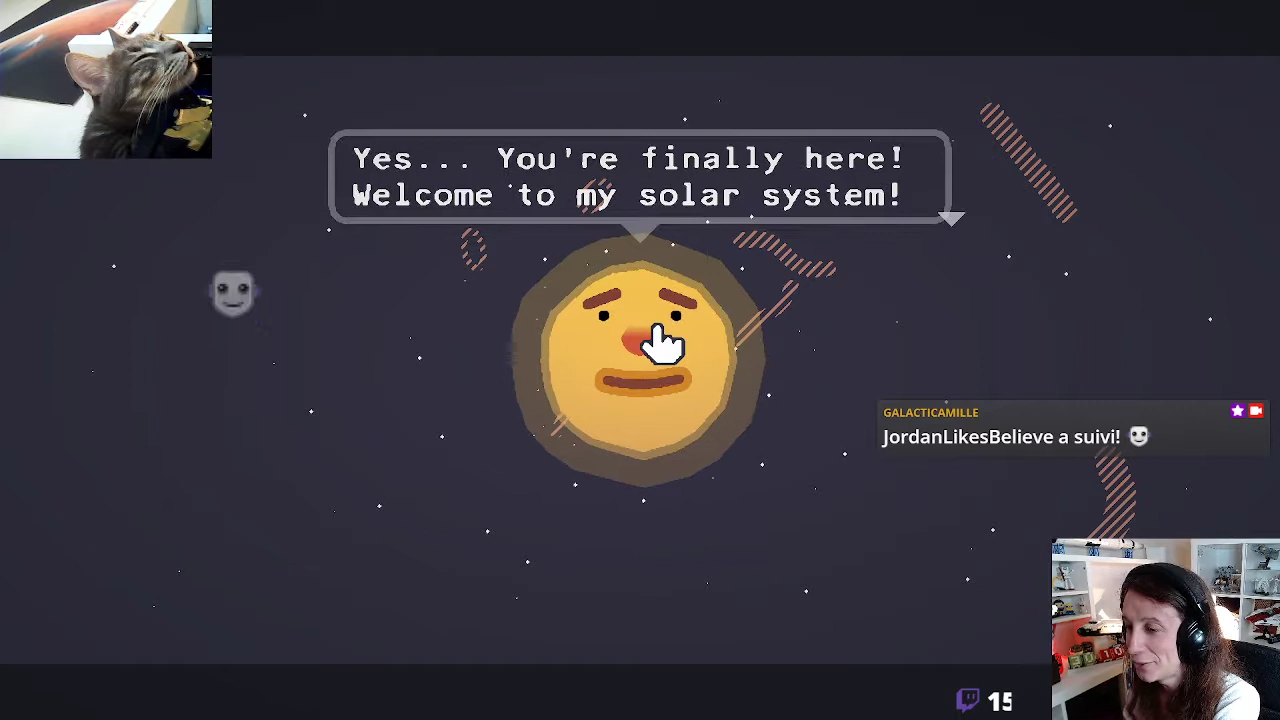 Yes... You're finally here!
Welcome to my solar system!
GALACTICAMILLE
JordanLikesBelieve a suivi!
15